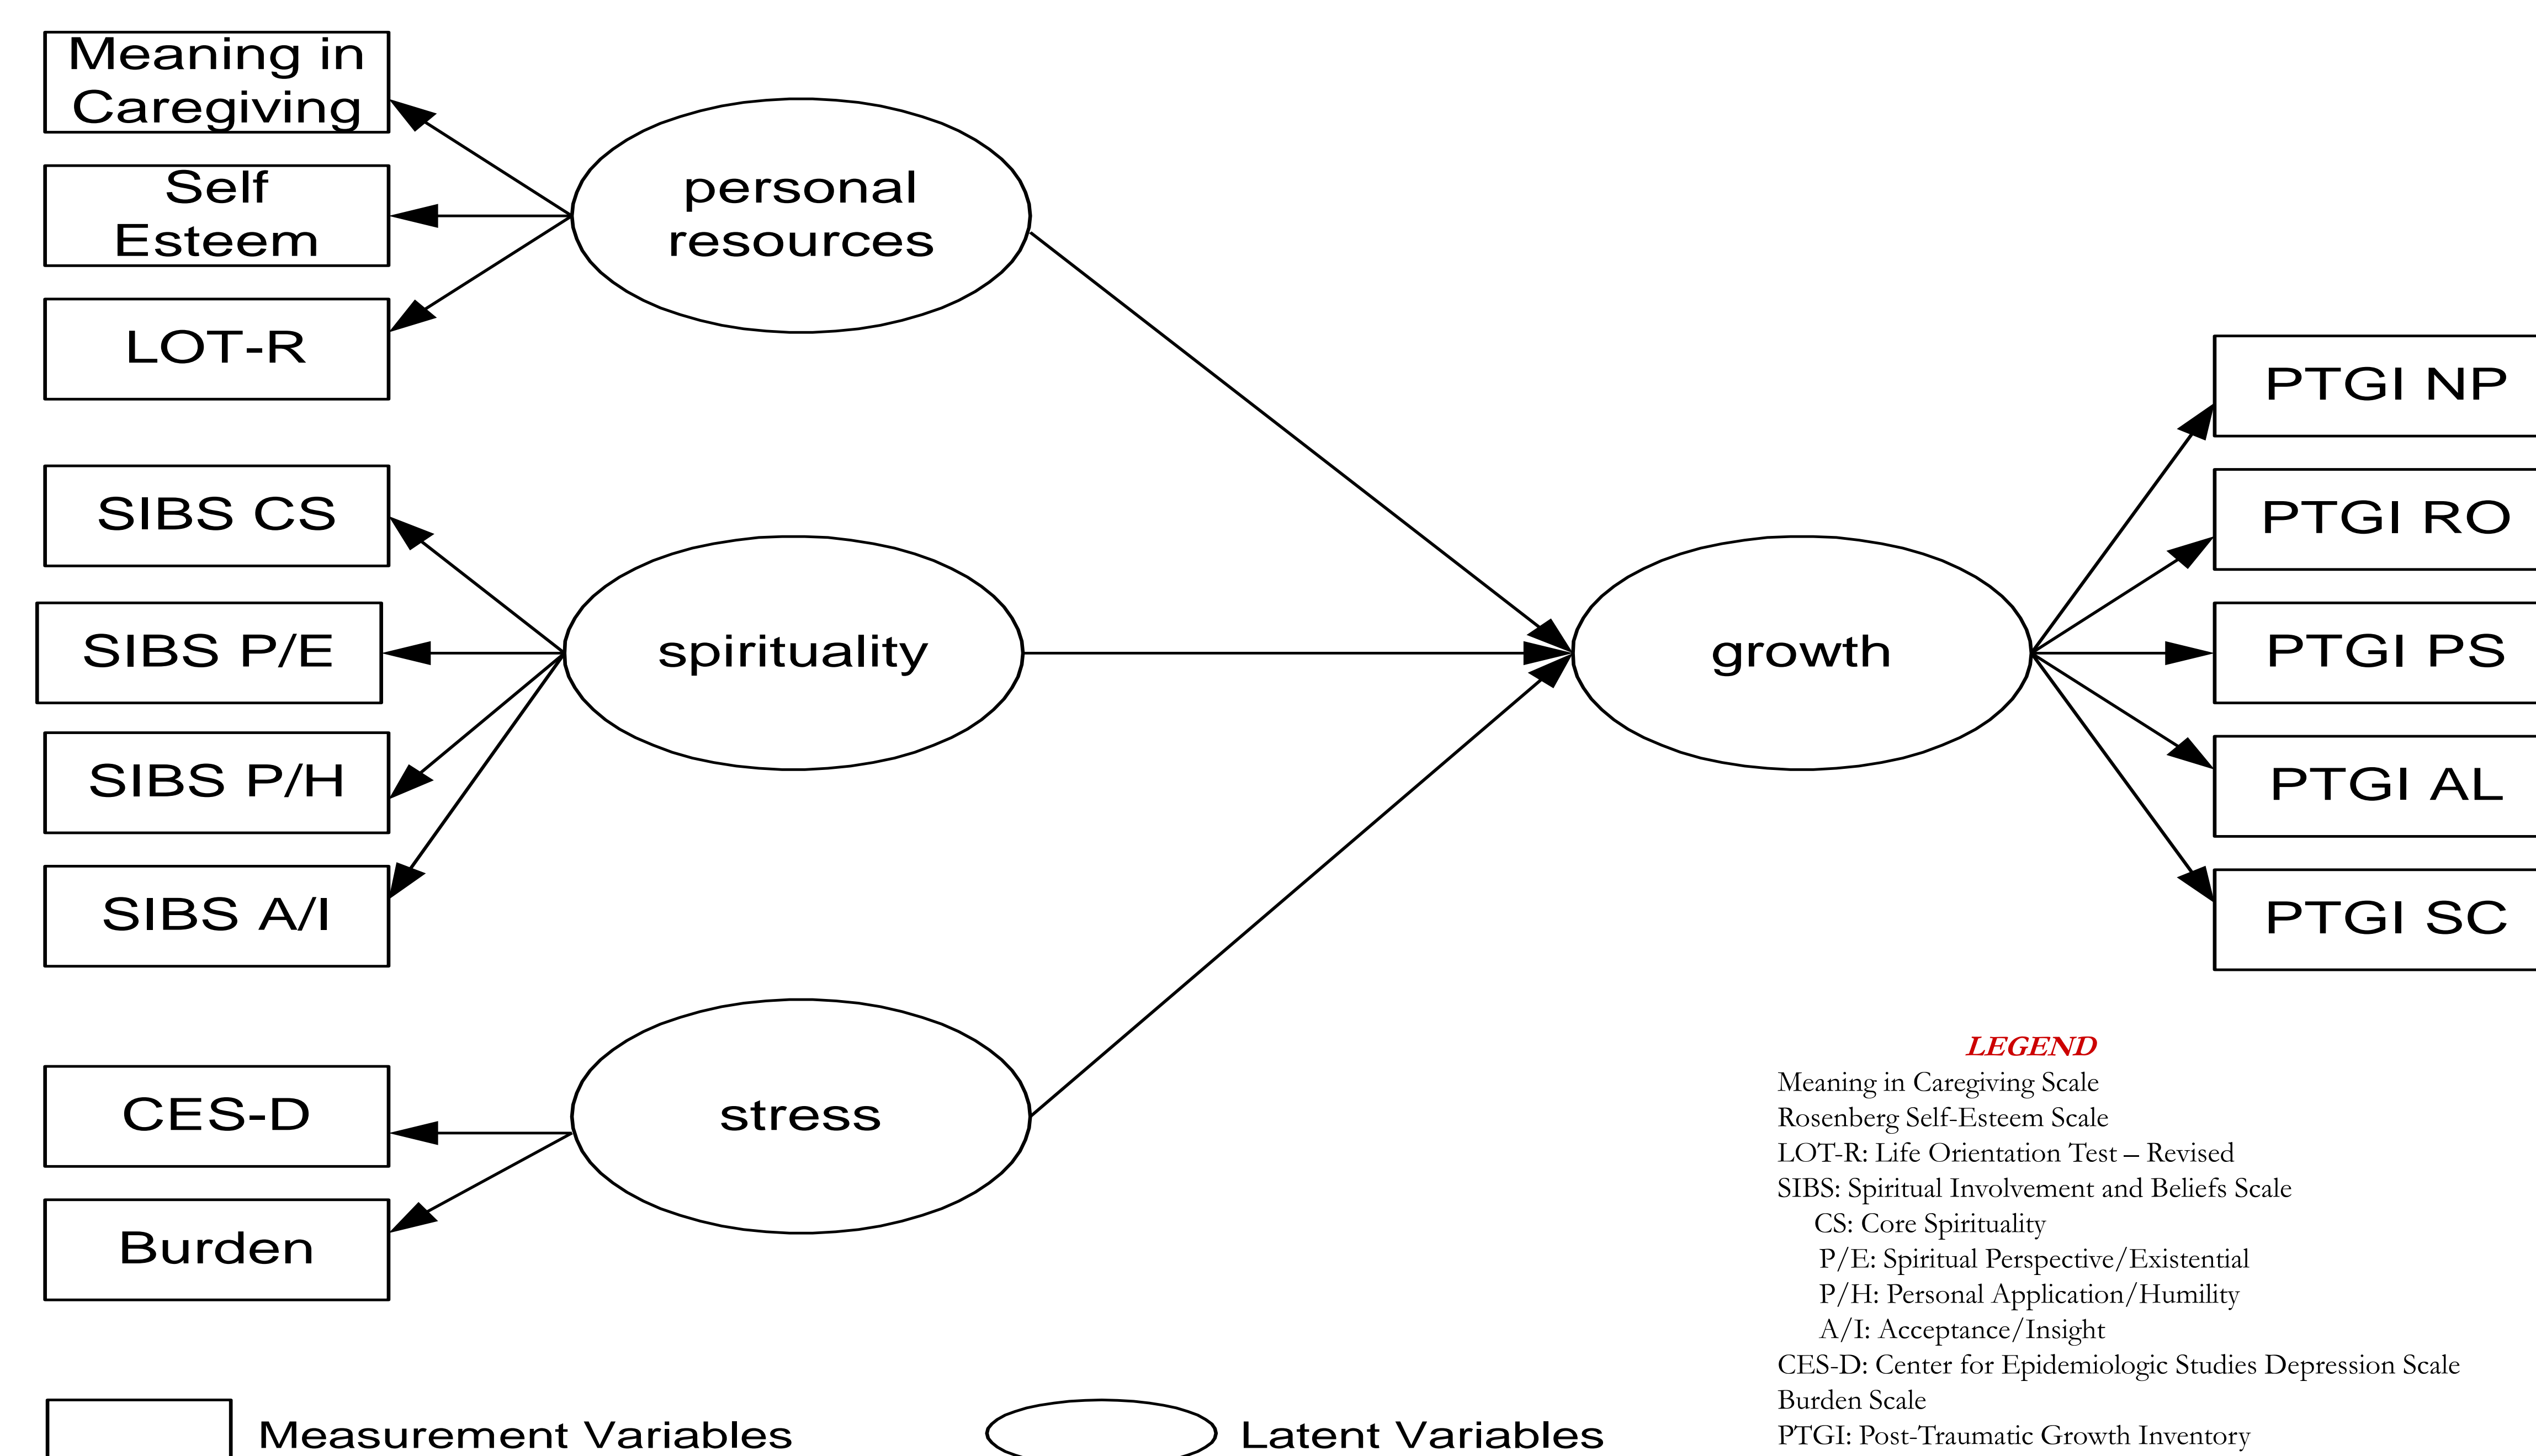 Meaning in
Caregiving
Self
Esteem
LOT-R
personal
resources
SIBS CS
SIBS P/E
SIBS P/H
SIBS A/I
spirituality
growth
PTGI NP
PTGI RO
PTGI PS
PTGI AL
PTGI SC
CES-D
Burden
stress
LEGEND
Meaning in Caregiving Scale
Rosenberg Self-Esteem Scale
LOT-R: Life Orientation Test – Revised
SIBS: Spiritual Involvement and Beliefs Scale
CS: Core Spirituality
P/E: Spiritual Perspective/Existential
P/H: Personal Application/Humility
A/I: Acceptance/Insight
CES-D: Center for Epidemiologic Studies Depression Scale
Burden Scale
PTGI: Post-Traumatic Growth Inventory
Measurement Variables
Latent Variables